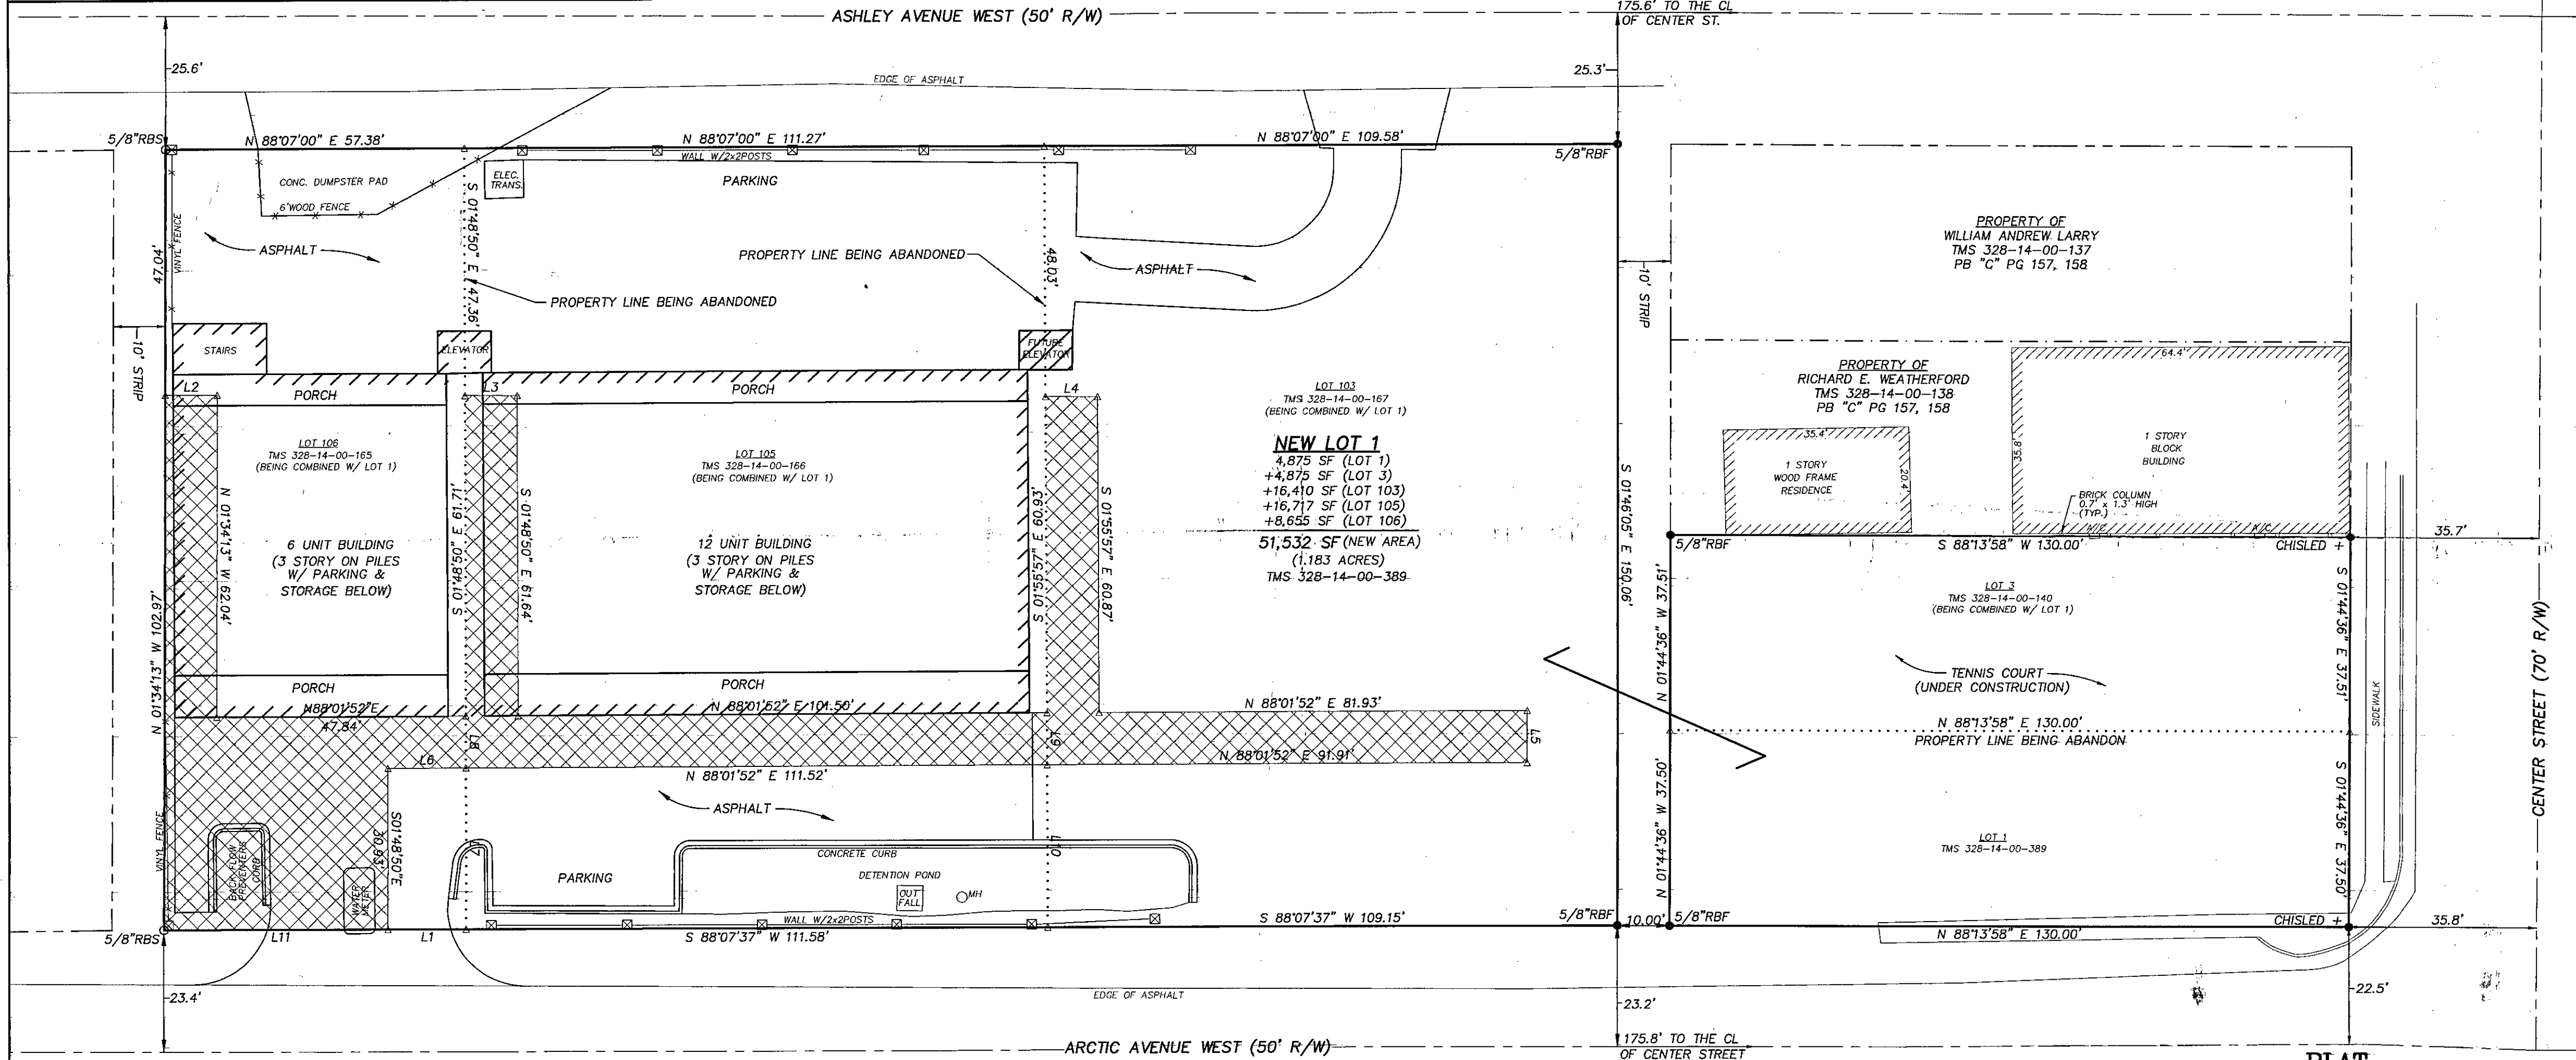 ASHLEY AVENUE WEST (50' R/W)
175.6' TO THE CL
OF CENTER ST.
25.6'
25.3'
EDGE OF ASPHALT
5/8"RBS
N 88°07'00" E 57.38'
N 88°07'00" E 111.27'
N 88°07'00" E 109.58'
5/8"RBF
WALL W/2x2POSTS
CONC. DUMPSTER PAD
6'WOOD FENCE
ELEC.
TRANS.
PARKING
VINYL FENCE
47.04'
ASPHALT
S 01°48'50" E 47.36'
PROPERTY LINE BEING ABANDONED
PROPERTY LINE BEING ABANDONED
48.03'
ASPHALT
10' STRIP
10' STRIP
PROPERTY OF
WILLIAM ANDREW LARRY
TMS 328-14-00-137
PB "C" PG 157, 158
STAIRS
ELEVATOR
FUTURE
ELEVATOR
L2
PORCH
L3
PORCH
L4
LOT 103
TMS 328-14-00-167
(BEING COMBINED W/ LOT 1)
PROPERTY OF
RICHARD E. WEATHERFORD
TMS 328-14-00-138
PB "C" PG 157, 158
64.4'
35.4'
35.8'
20.4'
1 STORY
WOOD FRAME
RESIDENCE
1 STORY
BLOCK
BUILDING
BRICK COLUMN
0.7' x 1.3' HIGH
(TYP.)
A/C
A/C
LOT 106
TMS 328-14-00-165
(BEING COMBINED W/ LOT 1)
LOT 105
TMS 328-14-00-166
(BEING COMBINED W/ LOT 1)
NEW LOT 1
4,875 SF (LOT 1)
+4,875 SF (LOT 3)
+16,410 SF (LOT 103)
+16,717 SF (LOT 105)
+8,655 SF (LOT 106)
51,532 SF (NEW AREA)
(1.183 ACRES)
TMS 328-14-00-389
N 01°34'13" W 62.04'
S 01°48'50" E 61.71'
S 01°48'50" E 61.64'
S 01°55'57" E 60.93'
S 01°55'57" E 60.87'
S 01°46'05" E 150.06'
6 UNIT BUILDING
(3 STORY ON PILES
W/ PARKING &
STORAGE BELOW)
12 UNIT BUILDING
(3 STORY ON PILES
W/ PARKING &
STORAGE BELOW)
5/8"RBF
S 88°13'58" W 130.00'
CHISLED +
35.7'
N 01°44'36" W 37.51'
LOT 3
TMS 328-14-00-140
(BEING COMBINED W/ LOT 1)
S 01°44'36" E 37.51'
N 01°34'13" W 102.97'
PORCH
PORCH
N88°01'52"E
47.84'
N 88°01'52" E 101.50'
N 88°01'52" E 81.93'
TENNIS COURT
(UNDER CONSTRUCTION)
SIDEWALK
CENTER STREET (70' R/W)
N 88°13'58" E 130.00'
PROPERTY LINE BEING ABANDON
L8
L9
L5
L6
N 88°01'52" E 111.52'
N 88°01'52" E 91.91'
N 01°44'36" W 37.50'
S 01°44'36" E 37.50'
ASPHALT
VINYL FENCE
S01°48'50"E
30.93'
L7
L10
BACK FLOW
PREVENTERS
CURB
WATER
METER
PARKING
CONCRETE CURB
DETENTION POND
OUT
FALL
MH
LOT 1
TMS 328-14-00-389
WALL W/2x2POSTS
5/8"RBS
L11
L1
S 88°07'37" W 111.58'
S 88°07'37" W 109.15'
5/8"RBF
10.00'
5/8"RBF
N 88°13'58" E 130.00'
CHISLED +
35.8'
23.4'
EDGE OF ASPHALT
23.2'
22.5'
ARCTIC AVENUE WEST (50' R/W)
175.8' TO THE CL
OF CENTER STREET
PLAT